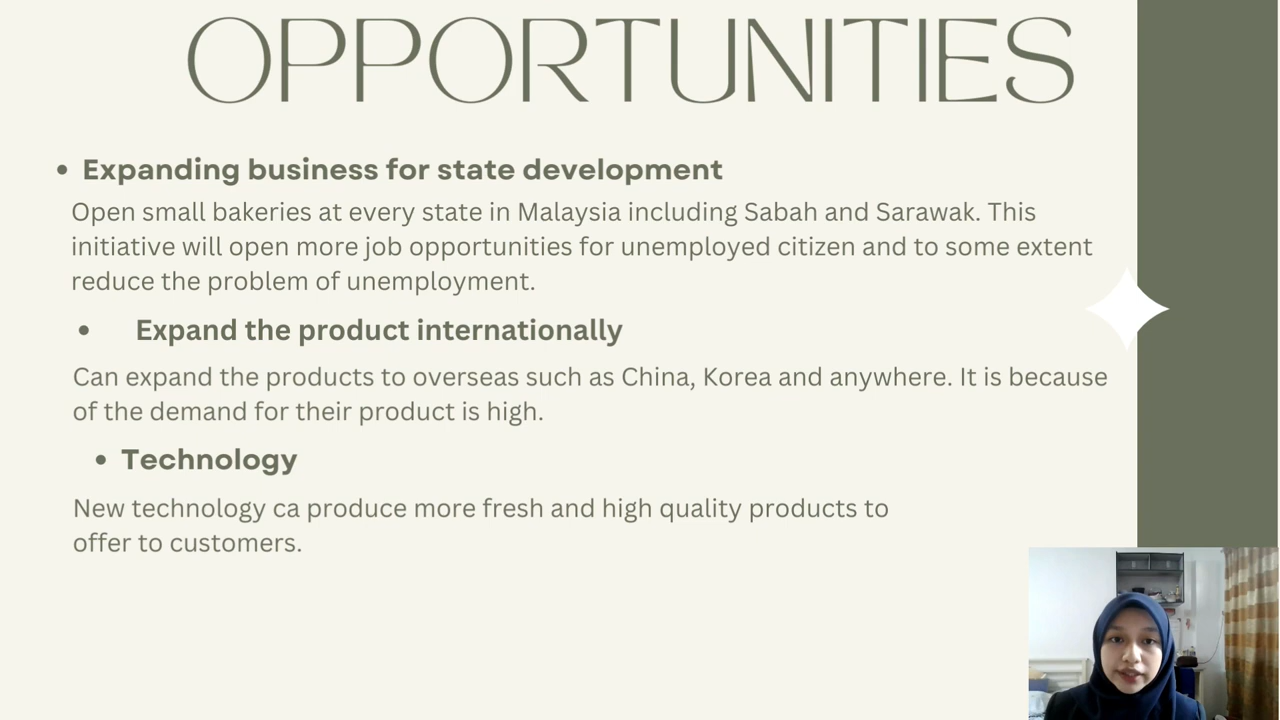 OPPORTUNITIES
• Expanding business for state development
Open small bakeries at every state in Malaysia including Sabah and Sarawak. This
initiative will open more job opportunities for unemployed citizen and to some extent
reduce the problem of unemployment.
• Expand the product internationally
Can expand the products to overseas such as China, Korea and anywhere. It is because
of the demand for their product is high.
• Technology
New technology ca produce more fresh and high quality products to
offer to customers.